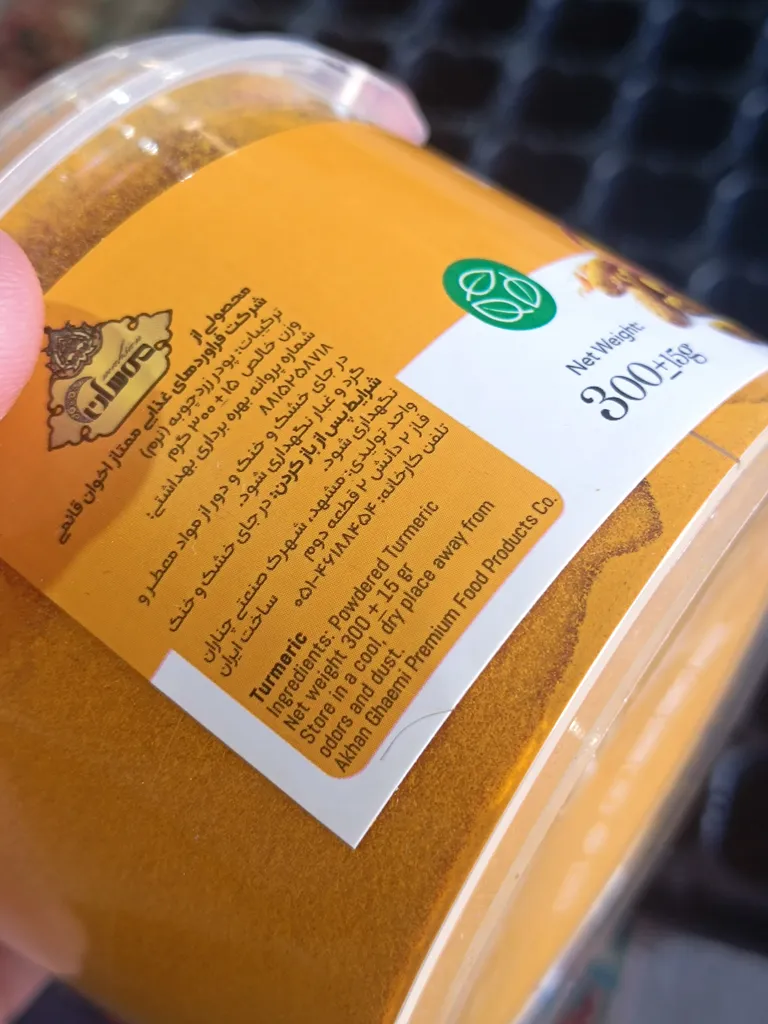 محصولی از
شرکت فراورده‌های غذایی ممتاز اخوان قائمی
ترکیبات: پودر زردچوبه (نرم)
وزن خالص ۱۵±۳۰۰ گرم
شماره پروانه بهره برداری بهداشتی:
۸۸۱۵۲۵۸۷۱۸
در جای خشک و خنک و دور از مواد معطر و
گرد و غبار نگهداری شود.
شرایط پس از باز کردن: در جای خشک و خنک
نگهداری شود.
واحد تولیدی: مشهد، شهرک صنعتی چناران
فاز ۲ دانش ۲ قطعه دوم
تلفن کارخانه: ۰۵۱-۴۶۱۸۸۴۵۴
ساخت ایران
Turmeric
Ingredients: Powdered Turmeric
Net weight 300 ± 15 gr
Store in a cool, dry place away from
odors and dust.
Akhan Ghaemi Premium Food Products Co.
Net Weight:
300±15g